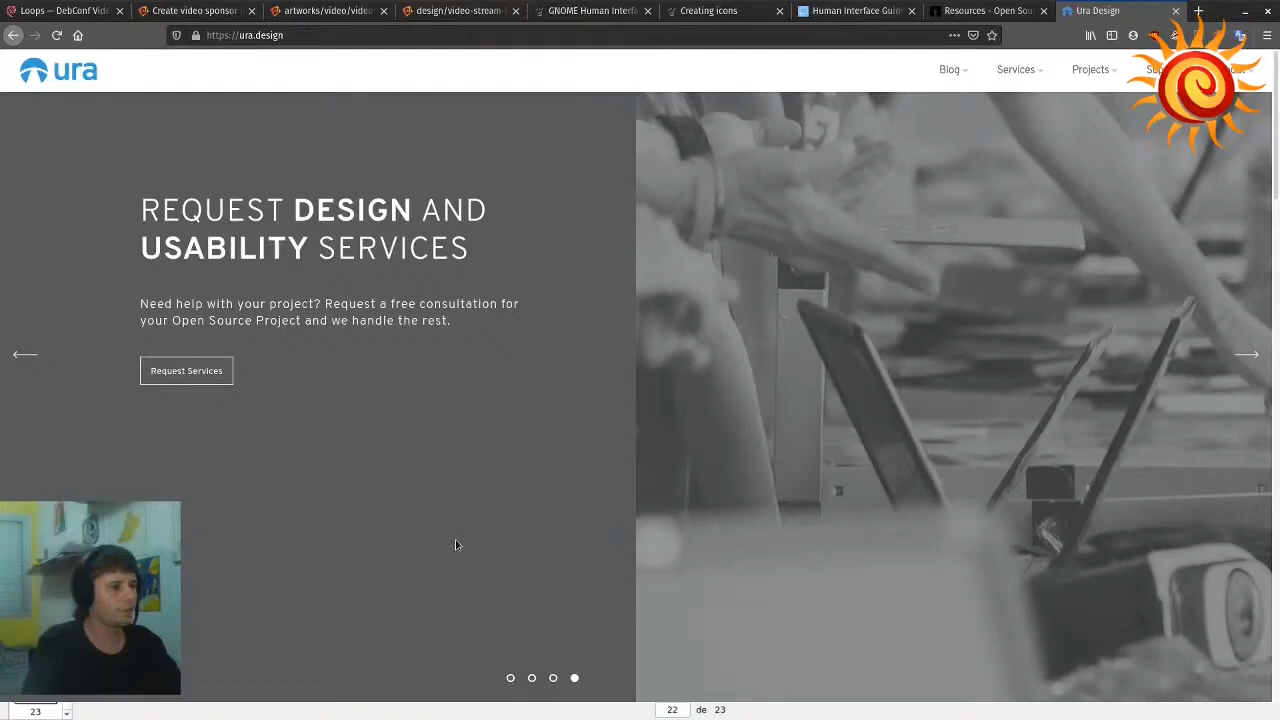 Loops — DebConf Vide
Create video sponsor
artworks/video/video
design/video-stream-
GNOME Human Interfa
Creating icons
Human Interface Guide
Resources - Open Sou
Ura Design
https://ura.design
ura
Blog
Services
Projects
REQUEST DESIGN AND
USABILITY SERVICES
Need help with your project? Request a free consultation for
your Open Source Project and we handle the rest.
Request Services
23
22 de 23